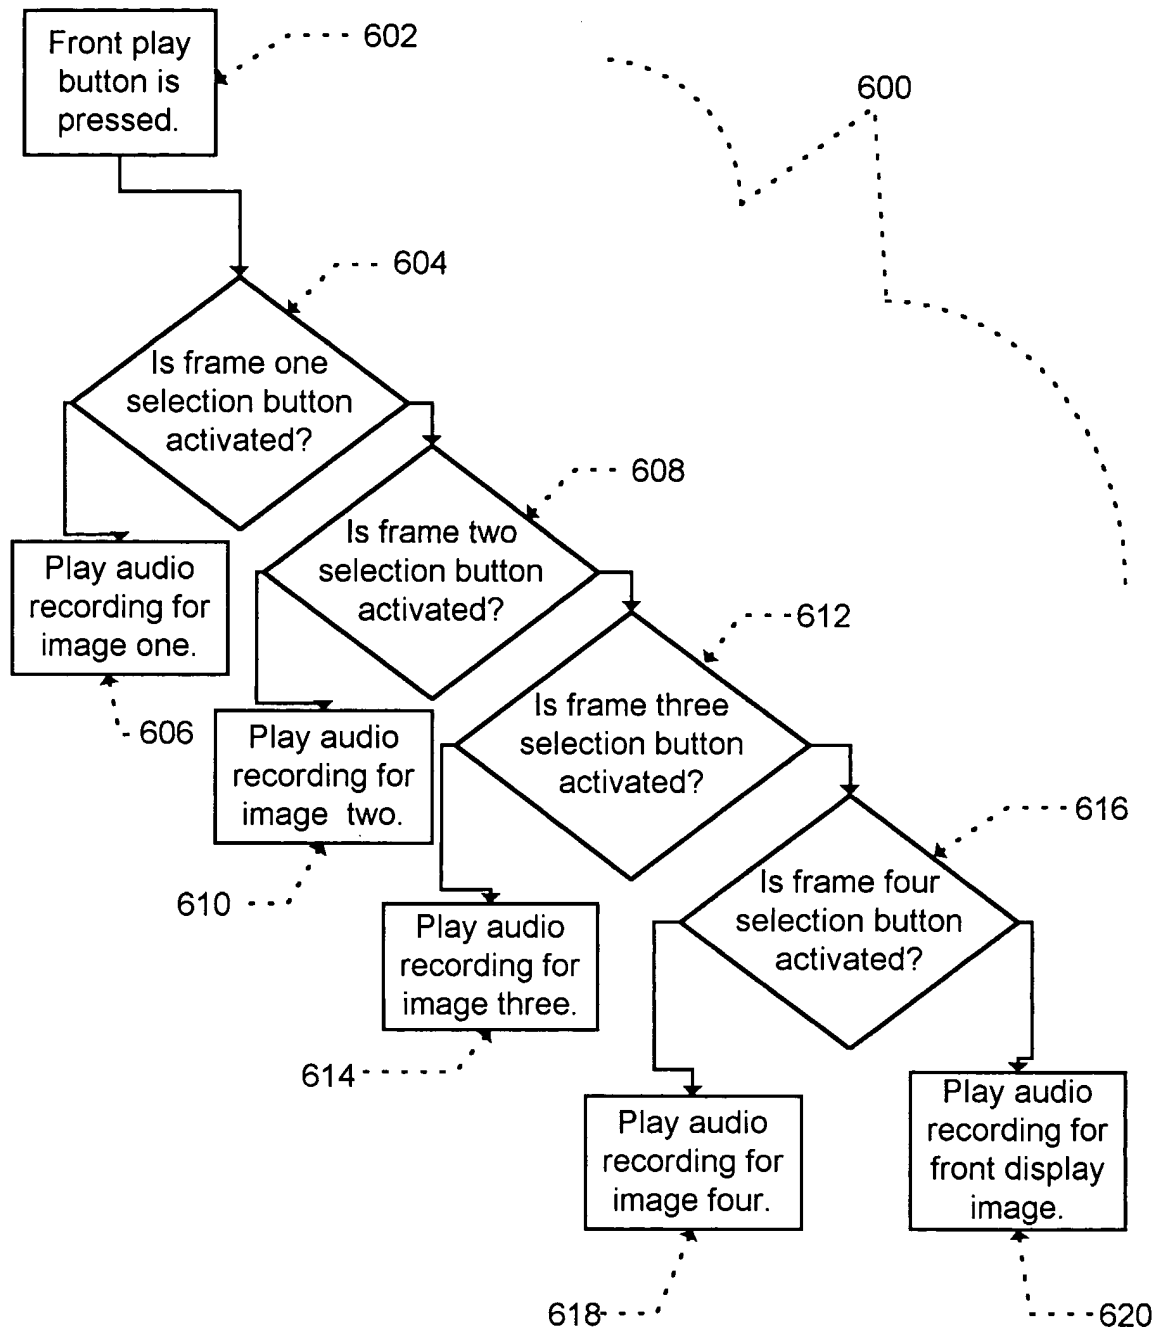 Front play
button is
pressed.
602
600
604
Is frame one
selection button
activated?
608
Is frame two
selection button
activated?
Play audio
recording for
image one.
606
612
Is frame three
selection button
activated?
Play audio
recording for
image two.
610
616
Is frame four
selection button
activated?
Play audio
recording for
image three.
614
Play audio
recording for
image four.
618
Play audio
recording for
front display
image.
620